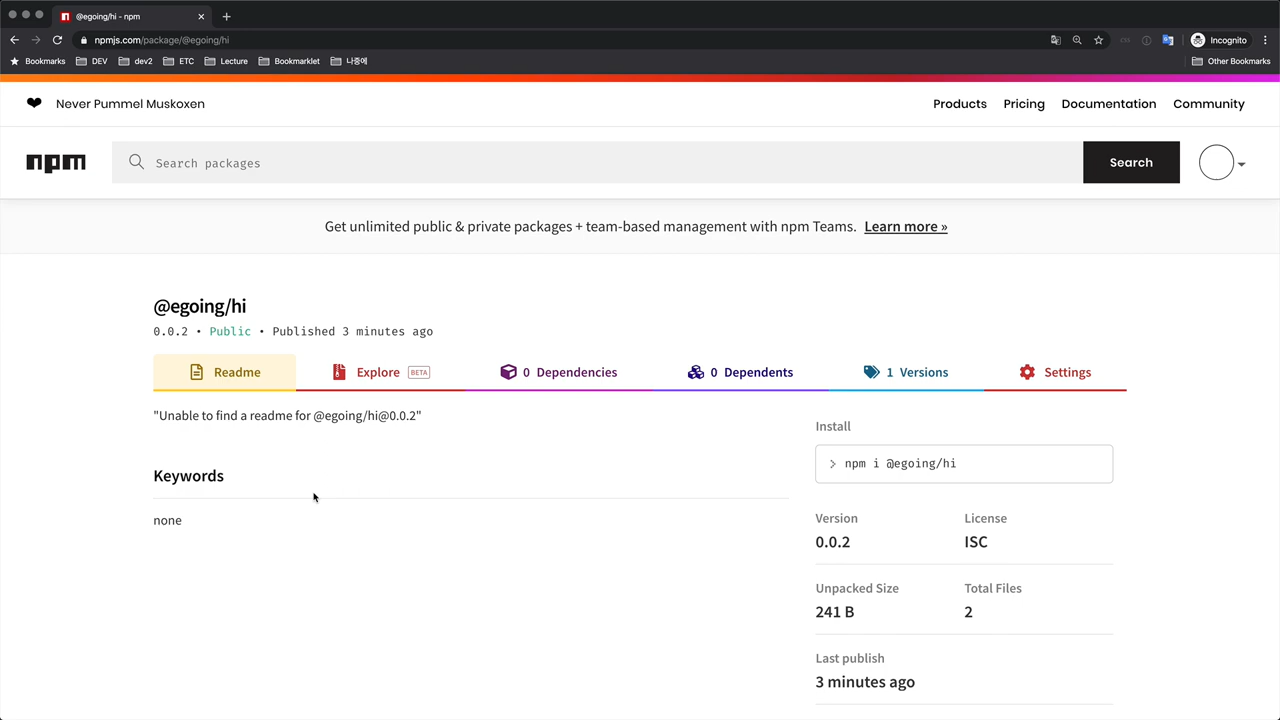 @egoing/hi - npm
npmjs.com/package/@egoing/hi
Incognito
Bookmarks DEV dev2 ETC Lecture Bookmarklet 나중에 Other Bookmarks
Never Pummel Muskoxen
Products Pricing Documentation Community
npm Search packages Search
Get unlimited public & private packages + team-based management with npm Teams. Learn more »
@egoing/hi
0.0.2 • Public • Published 3 minutes ago
Readme Explore BETA 0 Dependencies 0 Dependents 1 Versions Settings
"Unable to find a readme for @egoing/hi@0.0.2"
Keywords
none
Install
> npm i @egoing/hi
Version License
0.0.2 ISC
Unpacked Size Total Files
241 B 2
Last publish
3 minutes ago